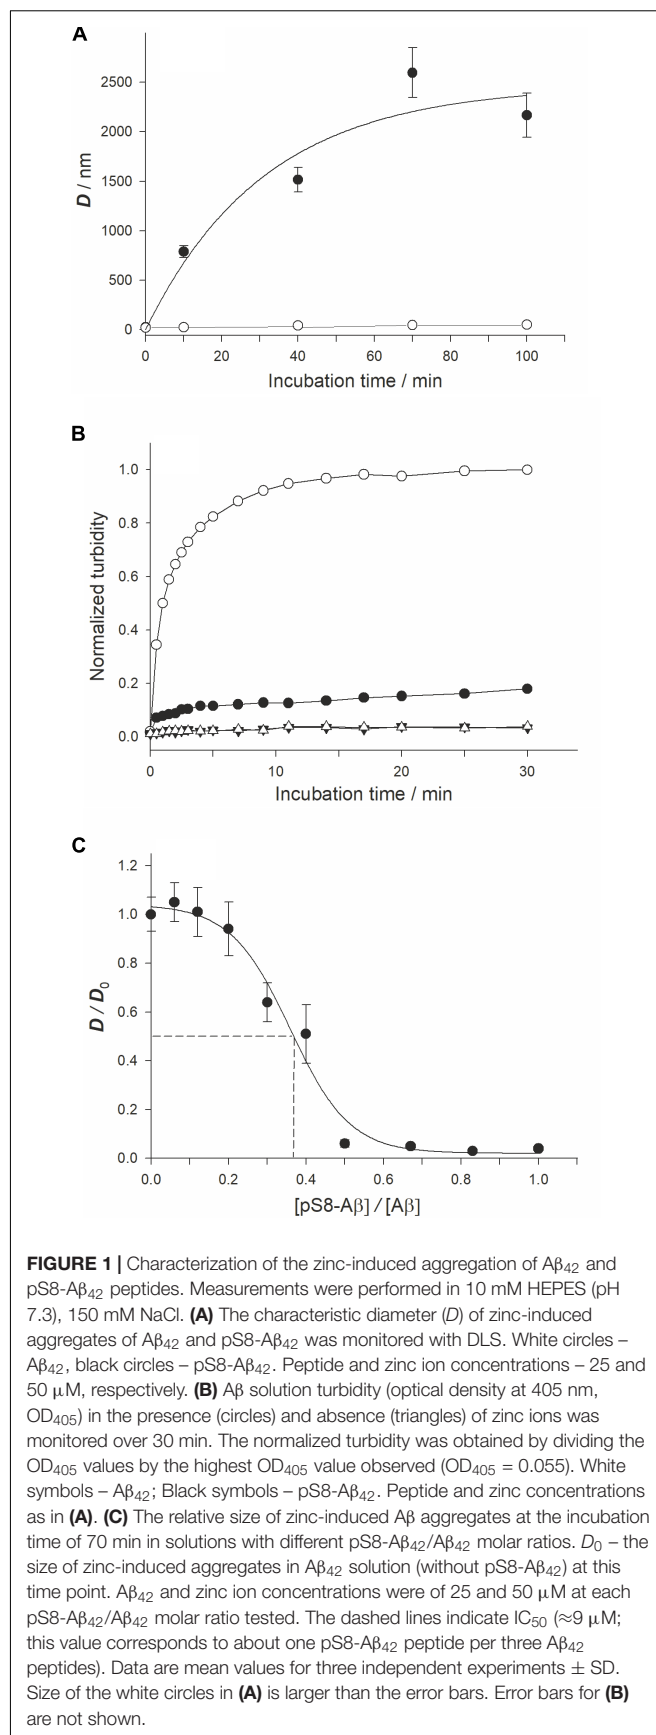 A
2500
2000
1500
1000
500
0
D / nm
0 20 40 60 80 100
Incubation time / min
B
1.0
0.8
0.6
0.4
0.2
0.0
Normalized turbidity
0 10 20 30
Incubation time / min
C
1.2
1.0
0.8
0.6
0.4
0.2
0.0
D / D₀
0.0 0.2 0.4 0.6 0.8 1.0
[pS8-Aβ] / [Aβ]
FIGURE 1 | Characterization of the zinc-induced aggregation of Aβ₄₂ and
pS8-Aβ₄₂ peptides. Measurements were performed in 10 mM HEPES (pH
7.3), 150 mM NaCl. (A) The characteristic diameter (D) of zinc-induced
aggregates of Aβ₄₂ and pS8-Aβ₄₂ was monitored with DLS. White circles –
Aβ₄₂, black circles – pS8-Aβ₄₂. Peptide and zinc ion concentrations – 25 and
50 μM, respectively. (B) Aβ solution turbidity (optical density at 405 nm,
OD₄₀₅) in the presence (circles) and absence (triangles) of zinc ions was
monitored over 30 min. The normalized turbidity was obtained by dividing the
OD₄₀₅ values by the highest OD₄₀₅ value observed (OD₄₀₅ = 0.055). White
symbols – Aβ₄₂; Black symbols – pS8-Aβ₄₂. Peptide and zinc concentrations
as in (A). (C) The relative size of zinc-induced Aβ aggregates at the incubation
time of 70 min in solutions with different pS8-Aβ₄₂/Aβ₄₂ molar ratios. D₀ – the
size of zinc-induced aggregates in Aβ₄₂ solution (without pS8-Aβ₄₂) at this
time point. Aβ₄₂ and zinc ion concentrations were of 25 and 50 μM at each
pS8-Aβ₄₂/Aβ₄₂ molar ratio tested. The dashed lines indicate IC₅₀ (≈9 μM;
this value corresponds to about one pS8-Aβ₄₂ peptide per three Aβ₄₂
peptides). Data are mean values for three independent experiments ± SD.
Size of the white circles in (A) is larger than the error bars. Error bars for (B)
are not shown.